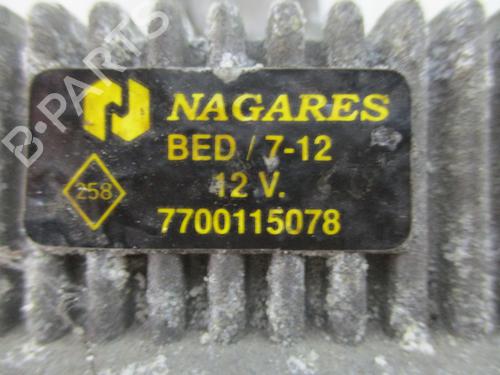 B-PARTS
NAGARES
BED / 7-12
258
12 V.
7700115078